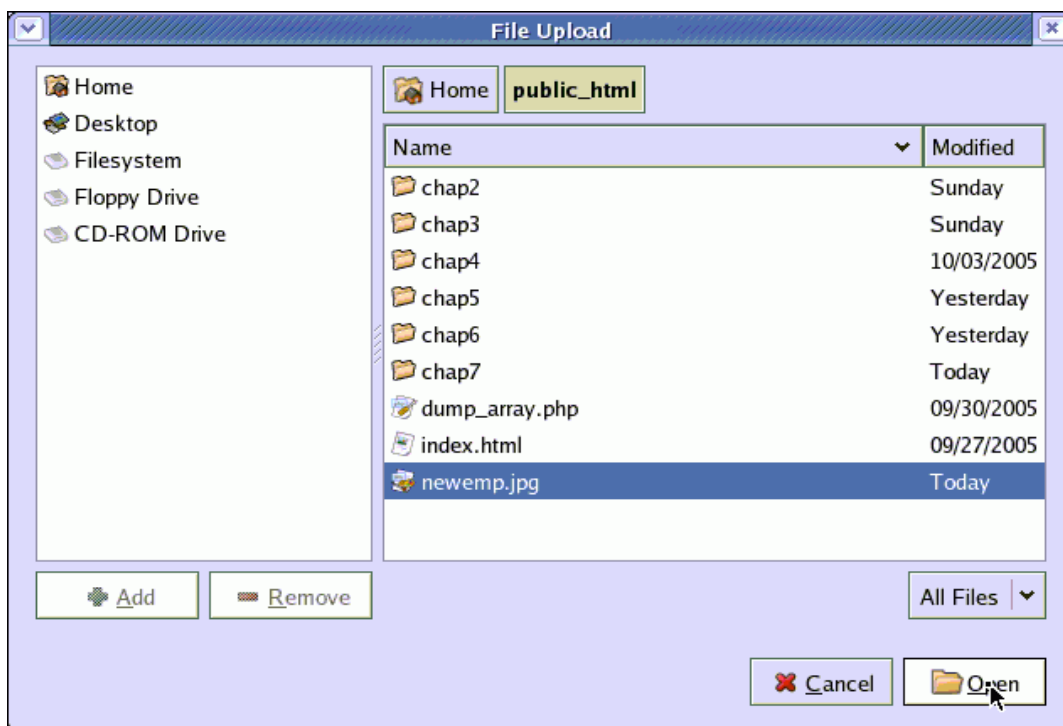 File Upload
Home
Desktop
Filesystem
Floppy Drive
CD-ROM Drive
Home public_html
Name Modified
chap2 Sunday
chap3 Sunday
chap4 10/03/2005
chap5 Yesterday
chap6 Yesterday
chap7 Today
dump_array.php 09/30/2005
index.html 09/27/2005
newemp.jpg Today
Add Remove
All Files
Cancel Open